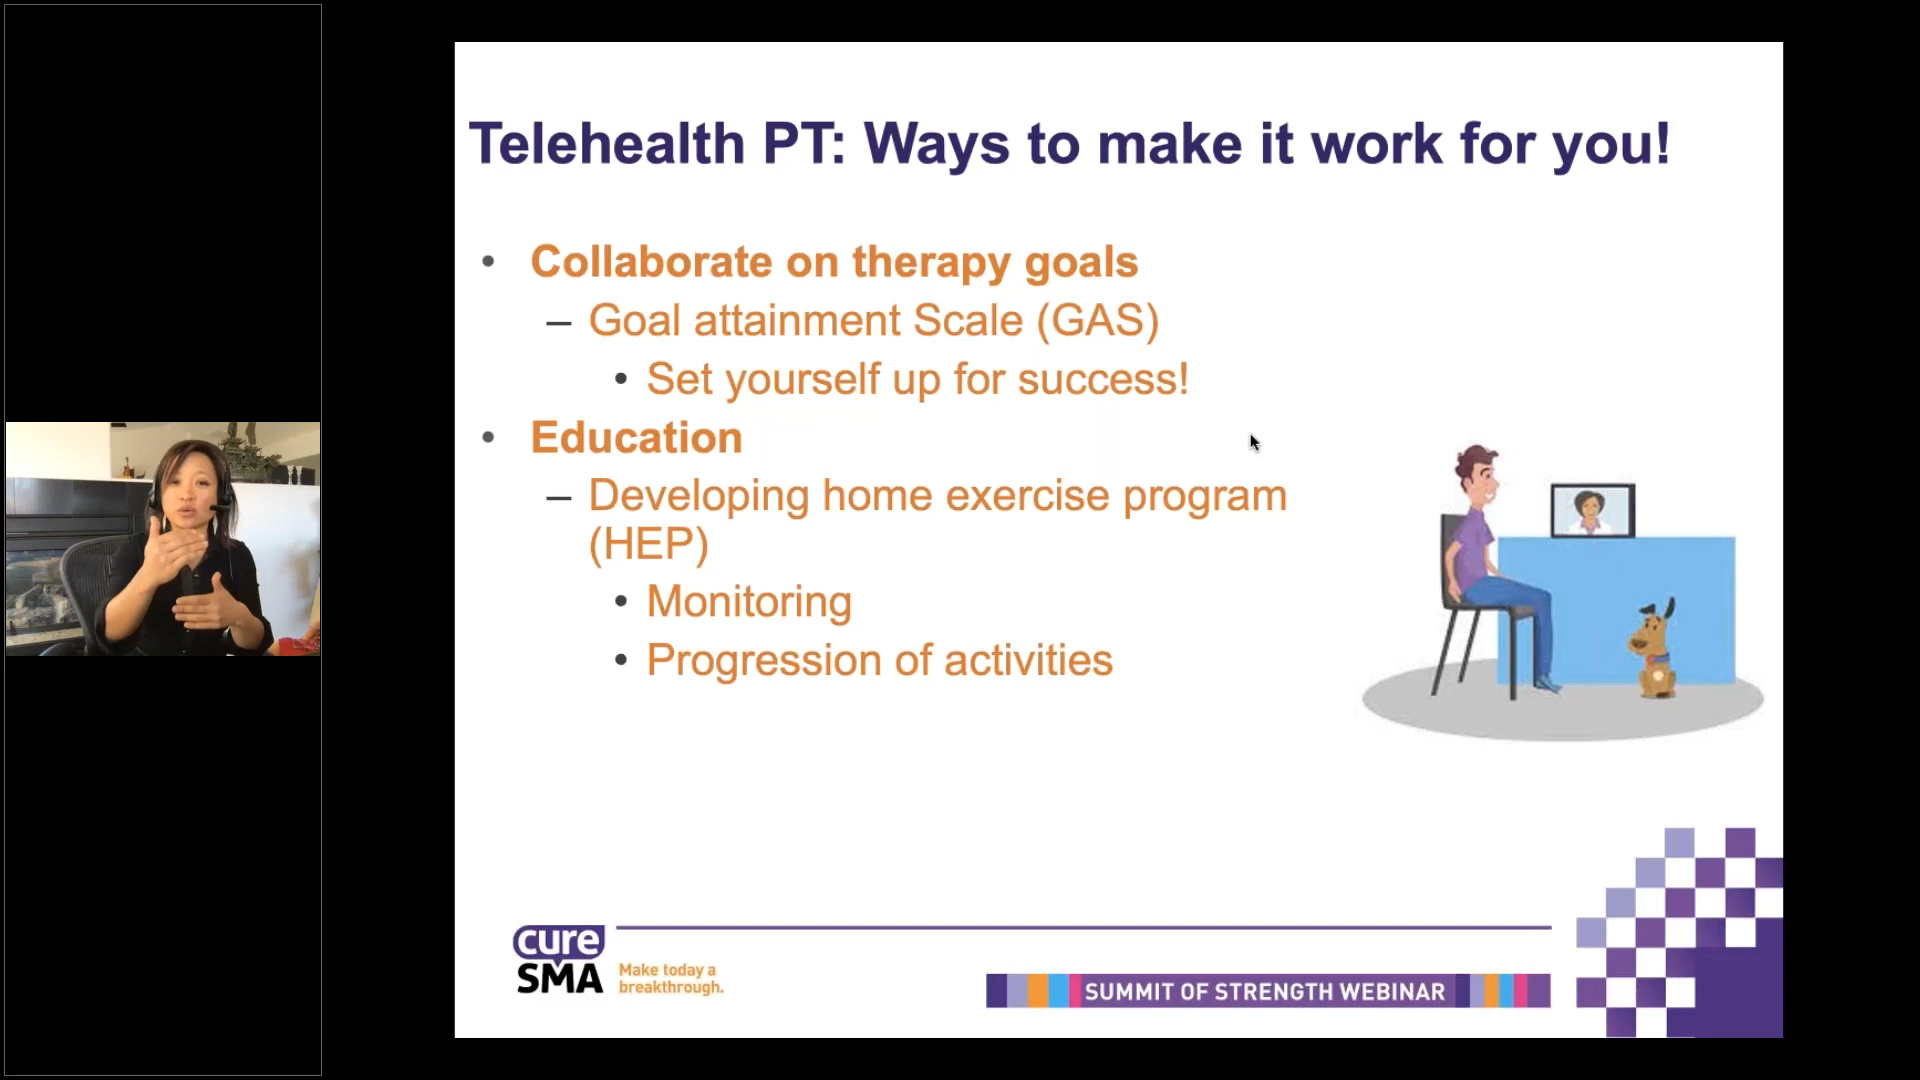 Telehealth PT: Ways to make it work for you!
• Collaborate on therapy goals
– Goal attainment Scale (GAS)
• Set yourself up for success!
• Education
– Developing home exercise program
(HEP)
• Monitoring
• Progression of activities
cure
SMA
Make today a
breakthrough.
SUMMIT OF STRENGTH WEBINAR